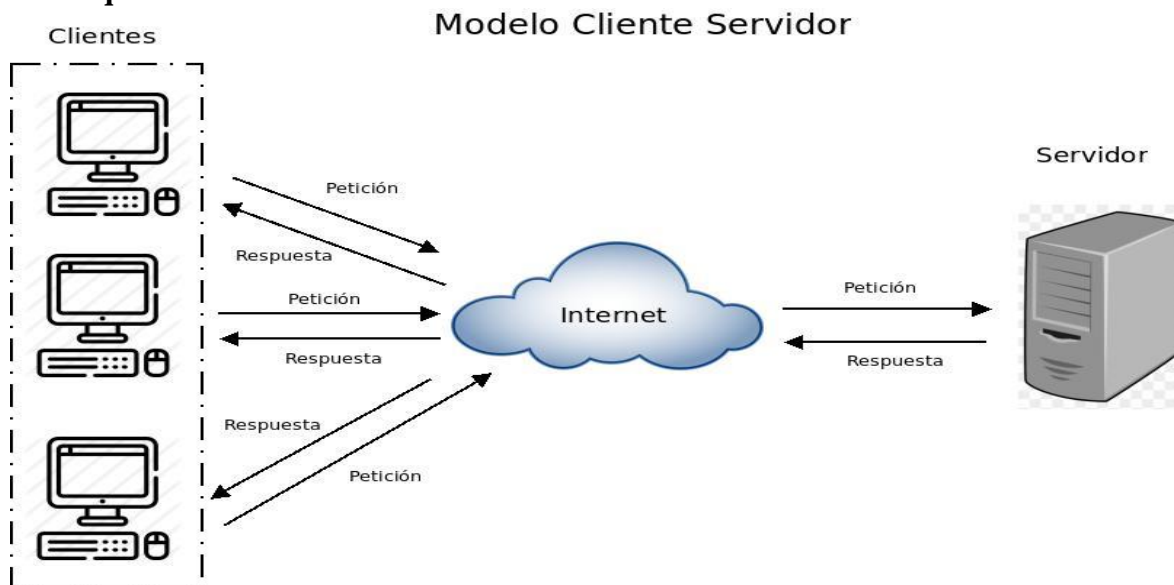 Modelo Cliente Servidor
Clientes
Servidor
Petición
Respuesta
Petición
Respuesta
Respuesta
Petición
Internet
Petición
Respuesta